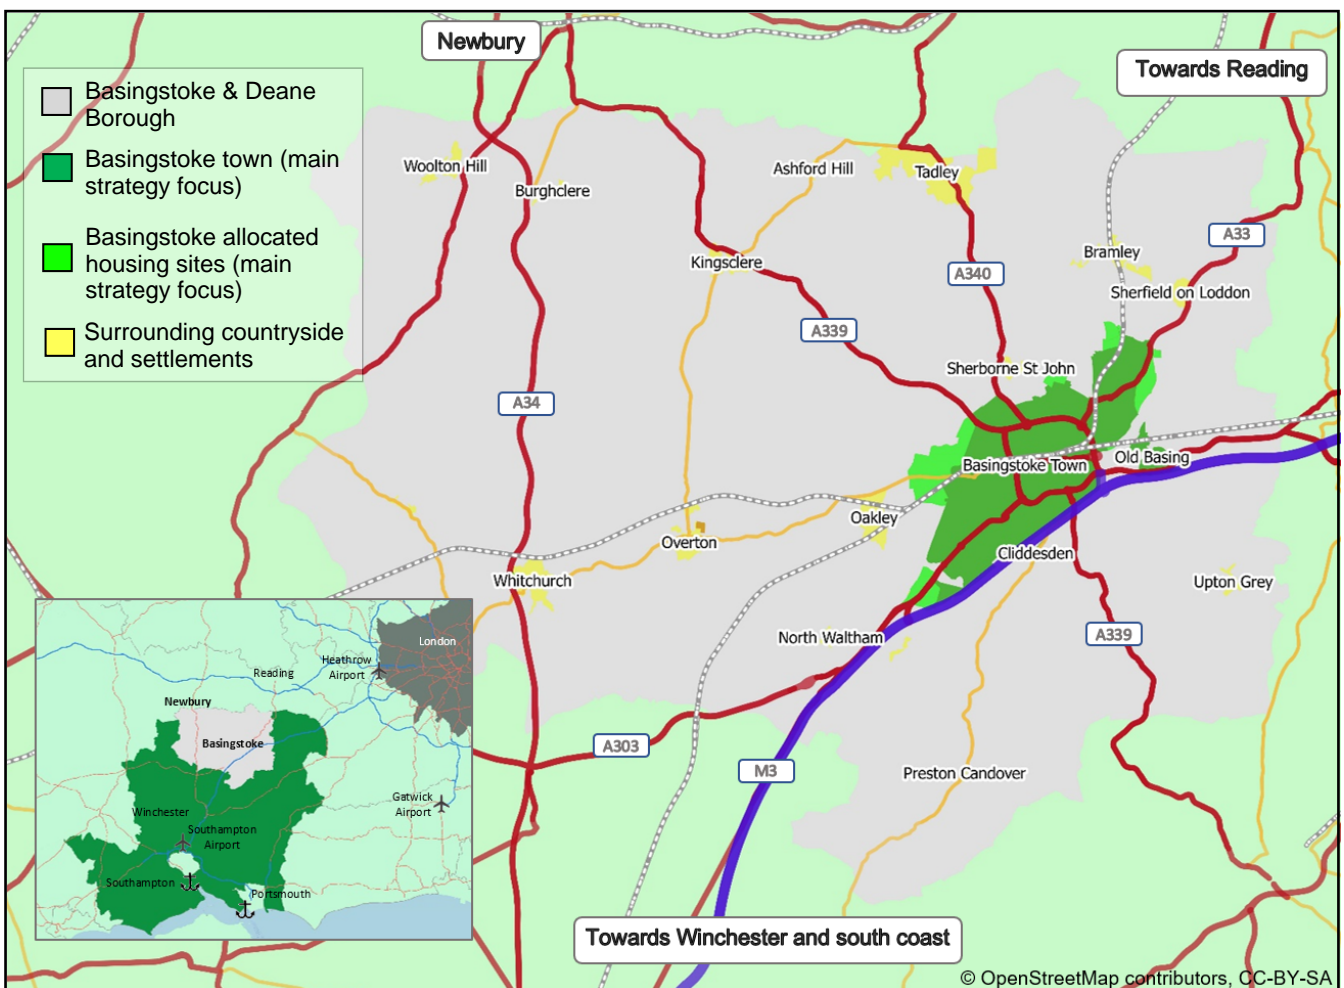 Newbury
Towards Reading
Basingstoke & Deane
Borough
Basingstoke town (main
strategy focus)
Basingstoke allocated
housing sites (main
strategy focus)
Surrounding countryside
and settlements
Woolton Hill
Burghclere
Ashford Hill
Tadley
A33
Bramley
Kingsclere
A340
Sherfield on Loddon
A339
Sherborne St John
A34
Basingstoke Town
Old Basing
Oakley
Overton
Cliddesden
Whitchurch
Upton Grey
North Waltham
A339
A303
M3
Preston Candover
London
Heathrow
Airport
Reading
Newbury
Basingstoke
Gatwick
Airport
Winchester
Southampton
Airport
Southampton
Portsmouth
Towards Winchester and south coast
© OpenStreetMap contributors, CC-BY-SA